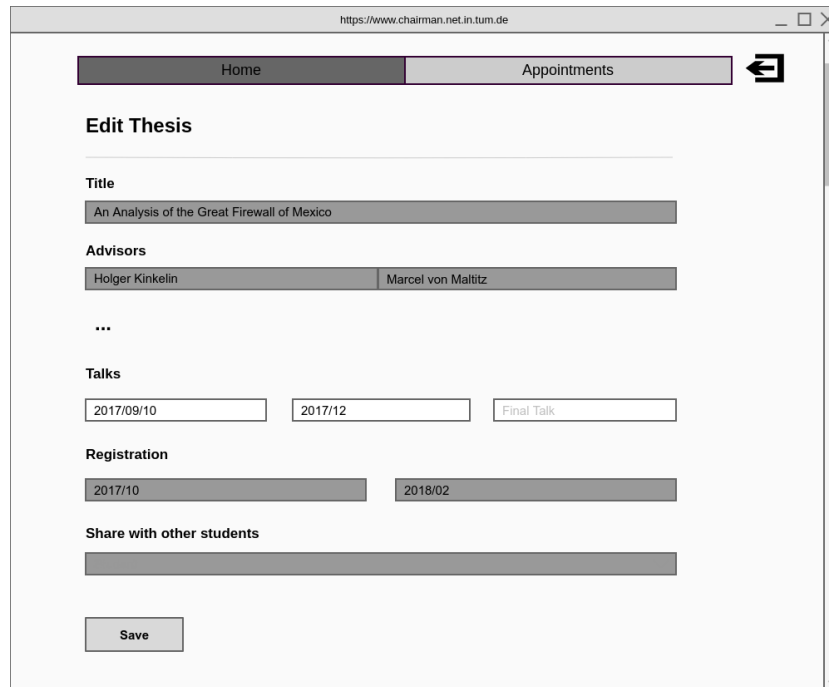 https://www.chairman.net.in.tum.de
Home Appointments
Edit Thesis
Title
An Analysis of the Great Firewall of Mexico
Advisors
Holger Kinkelin Marcel von Maltitz
...
Talks
2017/09/10 2017/12 Final Talk
Registration
2017/10 2018/02
Share with other students
Save